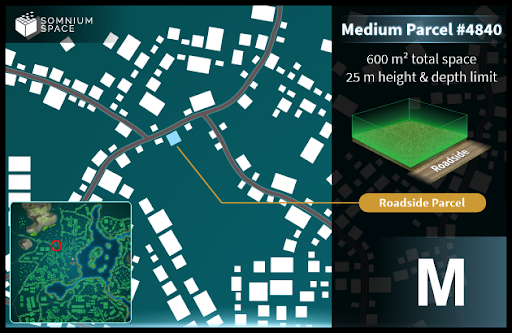 SOMNIUM
SPACE
Medium Parcel #4840
600 m² total space
25 m height & depth limit
Roadside
Roadside Parcel
M